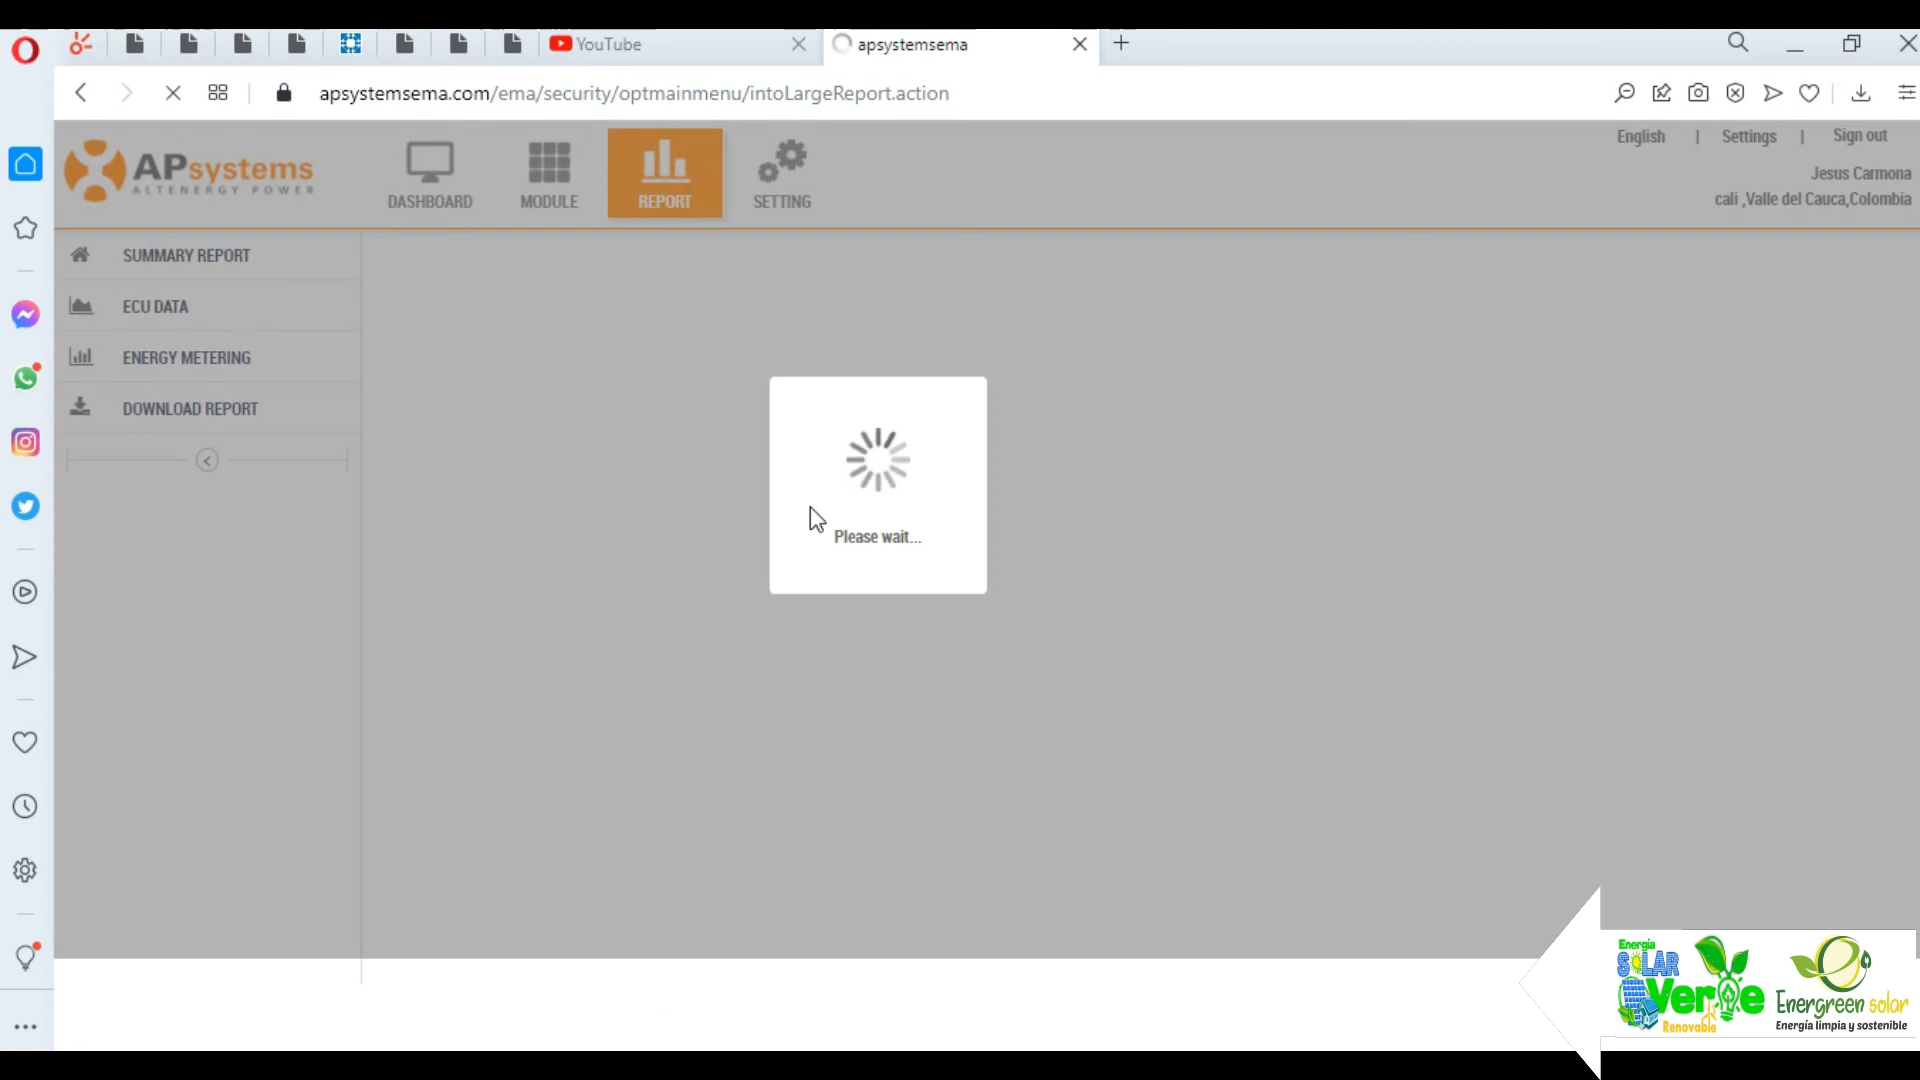 YouTube
apsystemsema
apsystemsema.com/ema/security/optmainmenu/intoLargeReport.action
APsystems
ALTENERGY POWER
DASHBOARD
MODULE
REPORT
SETTING
English | Settings | Sign out
Jesus Carmona
cali ,Valle del Cauca,Colombia
SUMMARY REPORT
ECU DATA
ENERGY METERING
DOWNLOAD REPORT
Please wait...
Energía
SOLAR
Verde
Renovable
Energreen solar
Energía limpia y sostenible